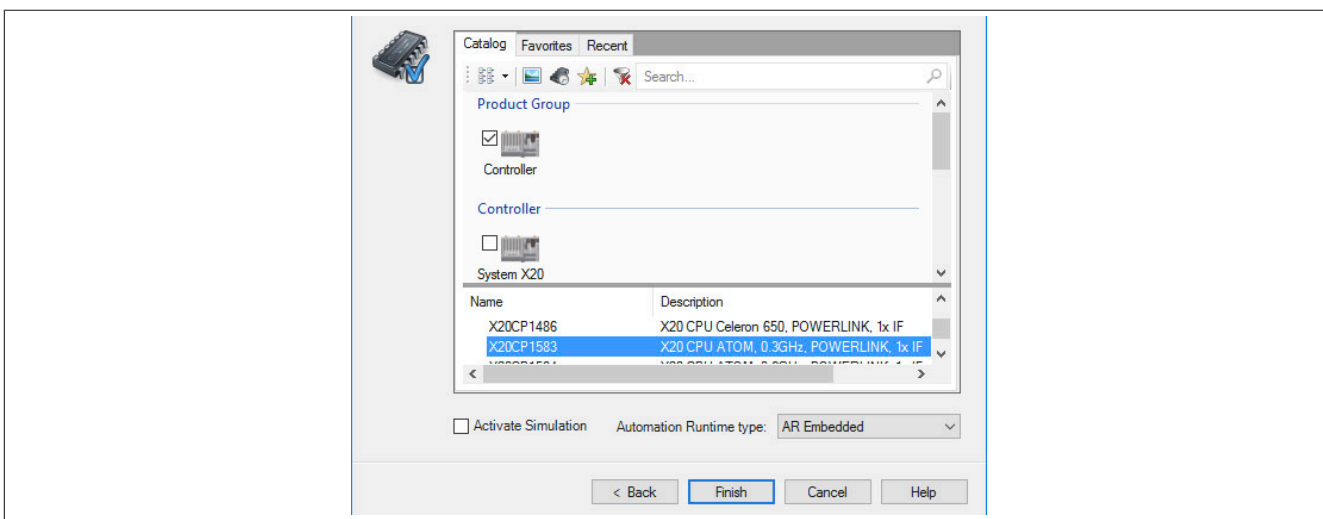 Catalog Favorites Recent
Search...
Product Group
Controller
Controller
System X20
Name Description
X20CP1486 X20 CPU Celeron 650, POWERLINK, 1x IF
X20CP1583 X20 CPU ATOM, 0.3GHz, POWERLINK, 1x IF
Activate Simulation Automation Runtime type: AR Embedded
< Back Finish Cancel Help